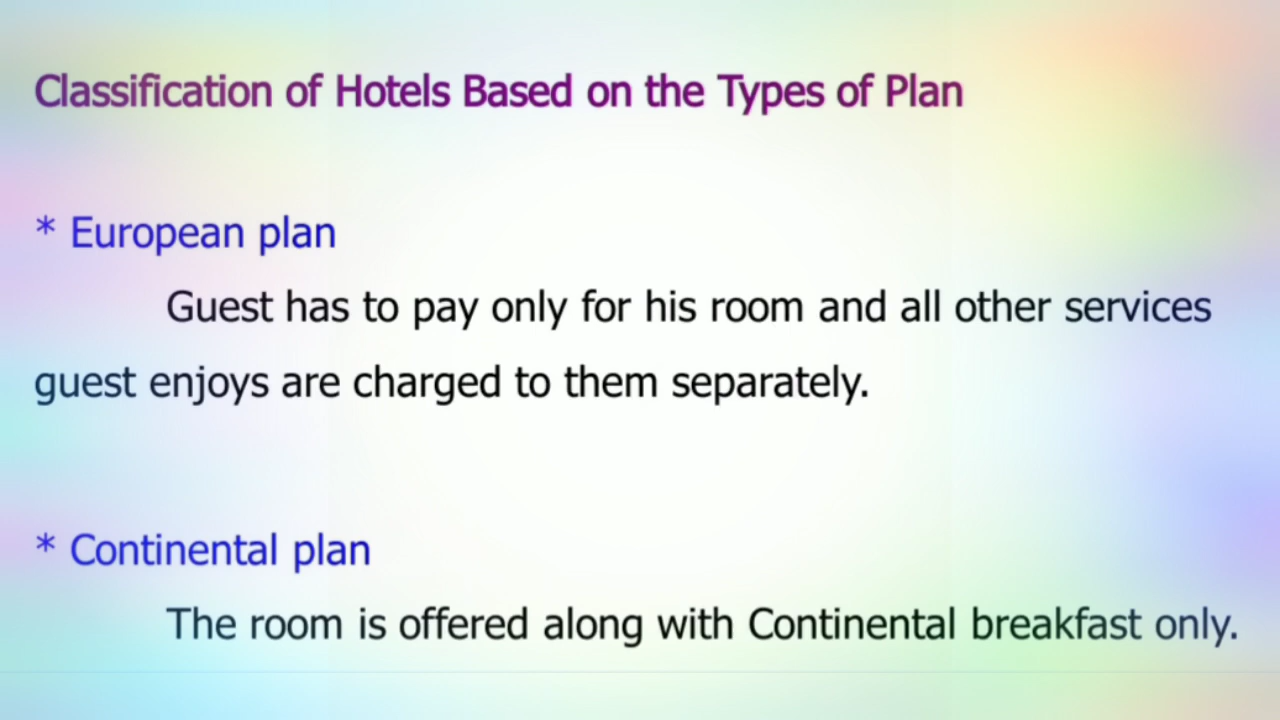 Classification of Hotels Based on the Types of Plan
* European plan
Guest has to pay only for his room and all other services
guest enjoys are charged to them separately.
* Continental plan
The room is offered along with Continental breakfast only.